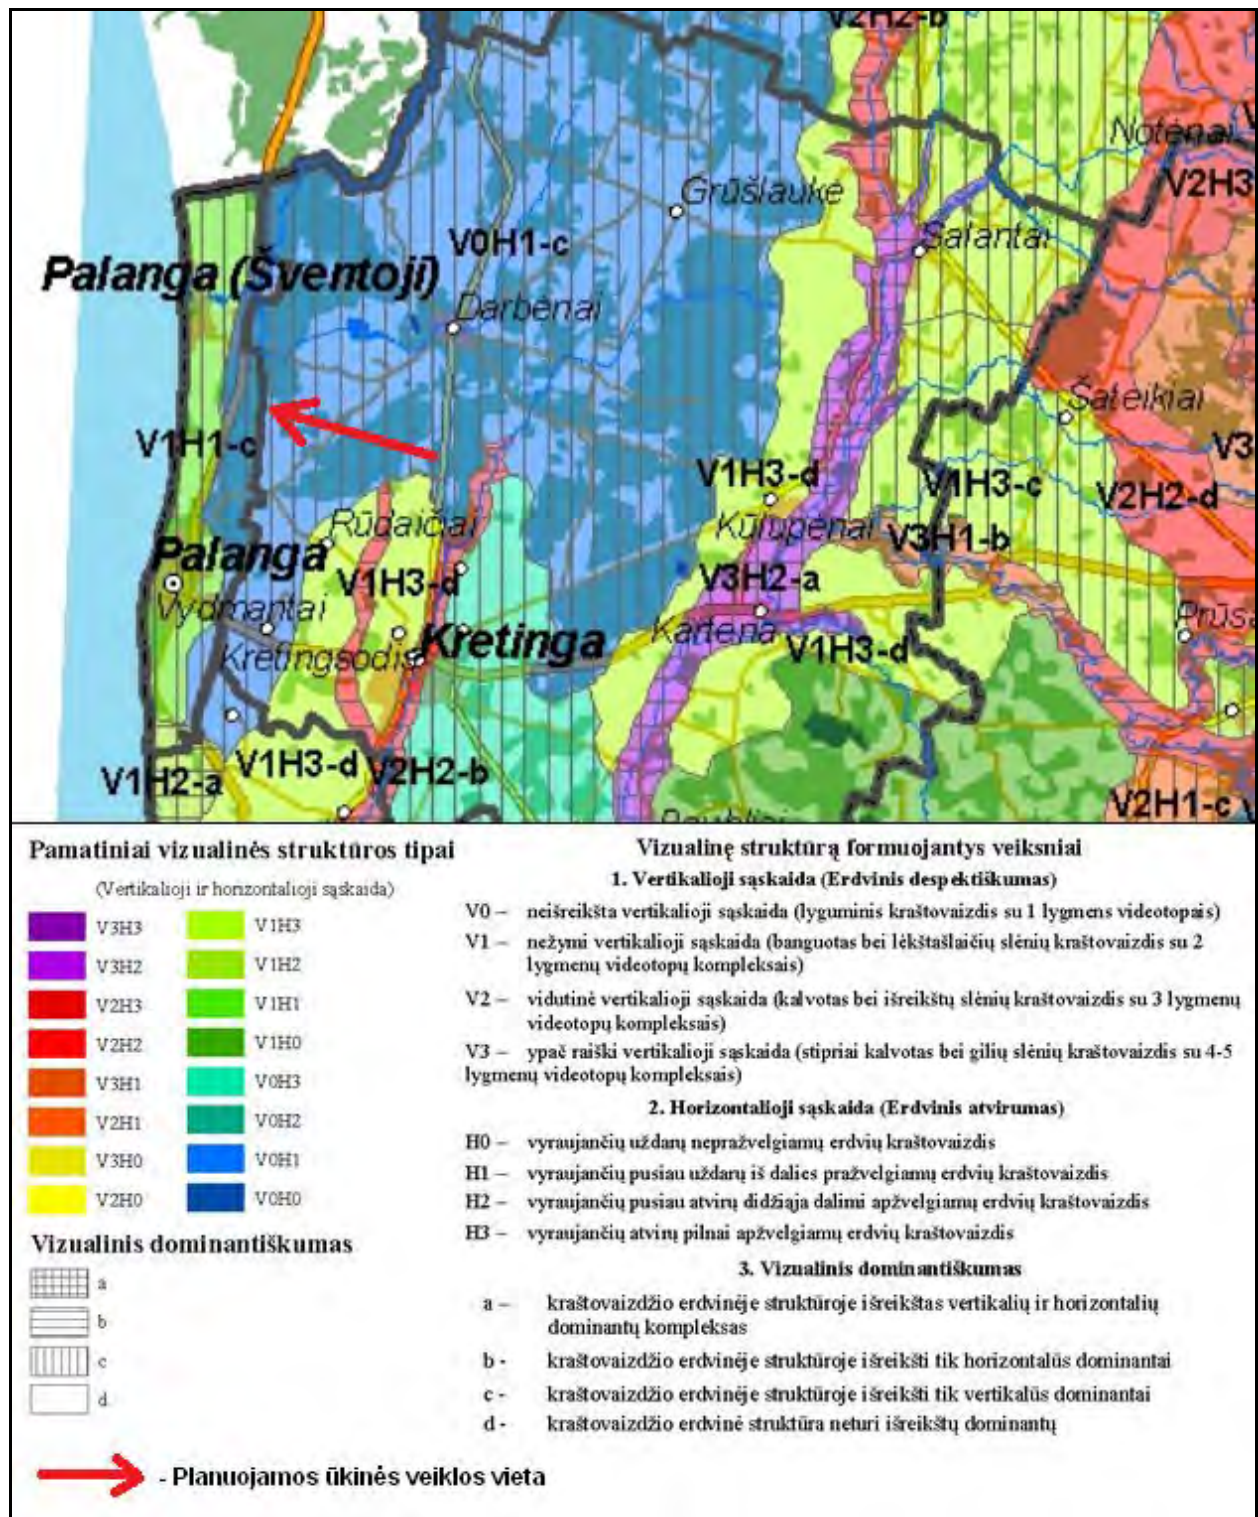 V2H2-b
Notėnai
V2H3
Grūšlaukė
Salantai
V0H1-c
Palanga (Šventoji)
Darbėnai
Šateikiai
V1H1-c
V3
V1H3-d
V1H3-c
V2H2-d
Rūdaičiai
Kūlupėnai
V3H1-b
Palanga
V1H3-d
V3H2-a
Vydmantai
Kartena
Kretingsodis
Kretinga
V1H3-d
V1H2-a
V1H3-d
V2H2-b
V2H1-c
Pamatiniai vizualinės struktūros tipai
(Vertikalioji ir horizontalioji sąskaida)
V3H3
V1H3
V3H2
V1H2
V2H3
V1H1
V2H2
V1H0
V3H1
V0H3
V2H1
V0H2
V3H0
V0H1
V2H0
V0H0
Vizualinis dominantiškumas
a
b
c
d
Vizualinę struktūrą formuojantys veiksniai
1. Vertikalioji sąskaida (Erdvinis despektiškumas)
V0 – neišreikšta vertikalioji sąskaida (lyguminis kraštovaizdis su 1 lygmens videotopais)
V1 – nežymi vertikalioji sąskaida (banguotas bei lėkštašlaičių slėnių kraštovaizdis su 2
lygmenų videotopų kompleksais)
V2 – vidutinė vertikalioji sąskaida (kalvotas bei išreikštų slėnių kraštovaizdis su 3 lygmenų
videotopų kompleksais)
V3 – ypač raiški vertikalioji sąskaida (stipriai kalvotas bei gilių slėnių kraštovaizdis su 4-5
lygmenų videotopų kompleksais)
2. Horizontalioji sąskaida (Erdvinis atvirumas)
H0 – vyraujančių uždarų nepražvelgiamų erdvių kraštovaizdis
H1 – vyraujančių pusiau uždarų iš dalies pražvelgiamų erdvių kraštovaizdis
H2 – vyraujančių pusiau atvirų didžiąja dalimi apžvelgiamų erdvių kraštovaizdis
H3 – vyraujančių atvirų pilnai apžvelgiamų erdvių kraštovaizdis
3. Vizualinis dominantiškumas
a – kraštovaizdžio erdvinėje struktūroje išreikštas vertikalių ir horizontalių
dominantų kompleksas
b - kraštovaizdžio erdvinėje struktūroje išreikšti tik horizontalūs dominantai
c - kraštovaizdžio erdvinėje struktūroje išreikšti tik vertikalūs dominantai
d - kraštovaizdžio erdvinė struktūra neturi išreikštų dominantų
- Planuojamos ūkinės veiklos vieta